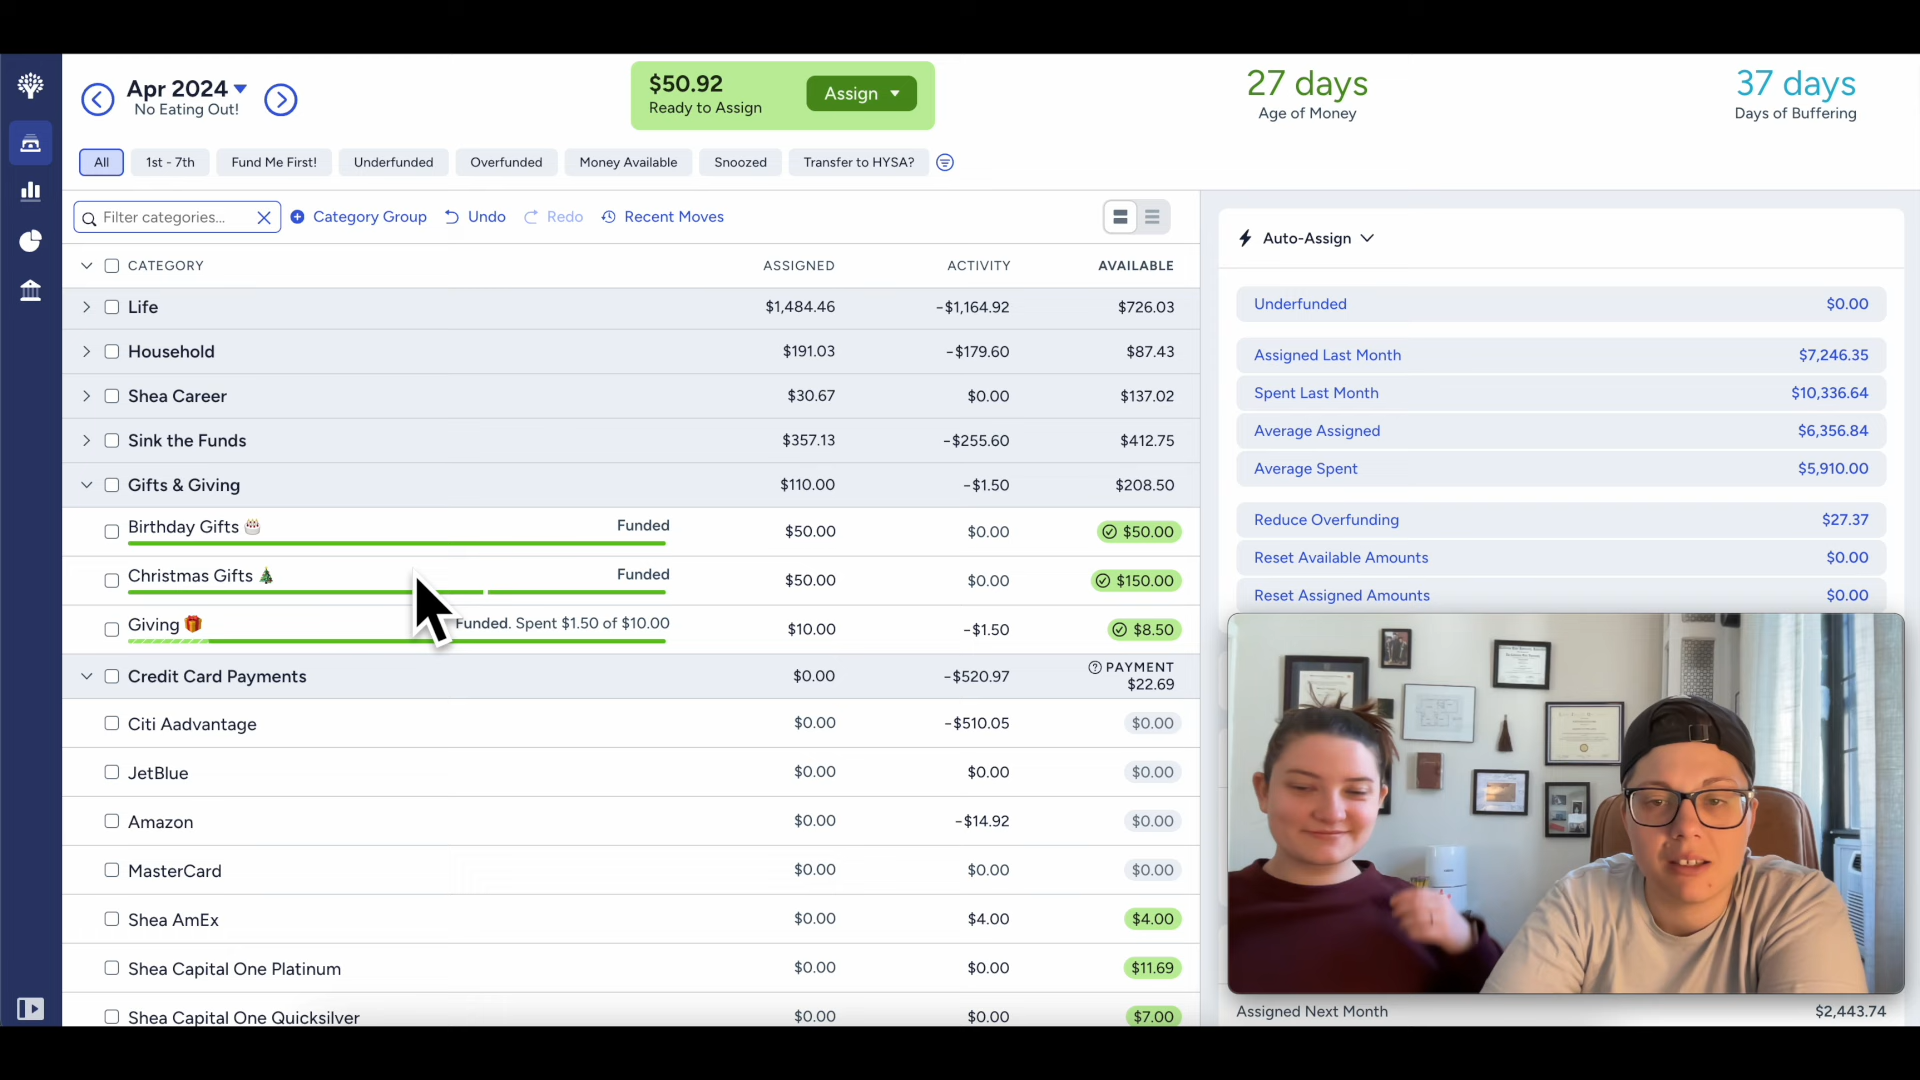 Apr 2024
No Eating Out!
$50.92
Ready to Assign
Assign
27 days
Age of Money
37 days
Days of Buffering
All
1st - 7th
Fund Me First!
Underfunded
Overfunded
Money Available
Snoozed
Transfer to HYSA?
Filter categories...
Category Group
Undo
Redo
Recent Moves
CATEGORY ASSIGNED ACTIVITY AVAILABLE
Life $1,484.46 -$1,164.92 $726.03
Household $191.03 -$179.60 $87.43
Shea Career $30.67 $0.00 $137.02
Sink the Funds $357.13 -$255.60 $412.75
Gifts & Giving $110.00 -$1.50 $208.50
Birthday Gifts 🎂 Funded $50.00 $0.00 $50.00
Christmas Gifts 🎄 Funded $50.00 $0.00 $150.00
Giving 🎁 Funded. Spent $1.50 of $10.00 $10.00 -$1.50 $8.50
Credit Card Payments $0.00 -$520.97 PAYMENT
$22.69
Citi Aadvantage $0.00 -$510.05 $0.00
JetBlue $0.00 $0.00 $0.00
Amazon $0.00 -$14.92 $0.00
MasterCard $0.00 $0.00 $0.00
Shea AmEx $0.00 $4.00 $4.00
Shea Capital One Platinum $0.00 $0.00 $11.69
Shea Capital One Quicksilver $0.00 $0.00 $7.00
Auto-Assign
Underfunded $0.00
Assigned Last Month $7,246.35
Spent Last Month $10,336.64
Average Assigned $6,356.84
Average Spent $5,910.00
Reduce Overfunding $27.37
Reset Available Amounts $0.00
Reset Assigned Amounts $0.00
Assigned Next Month $2,443.74